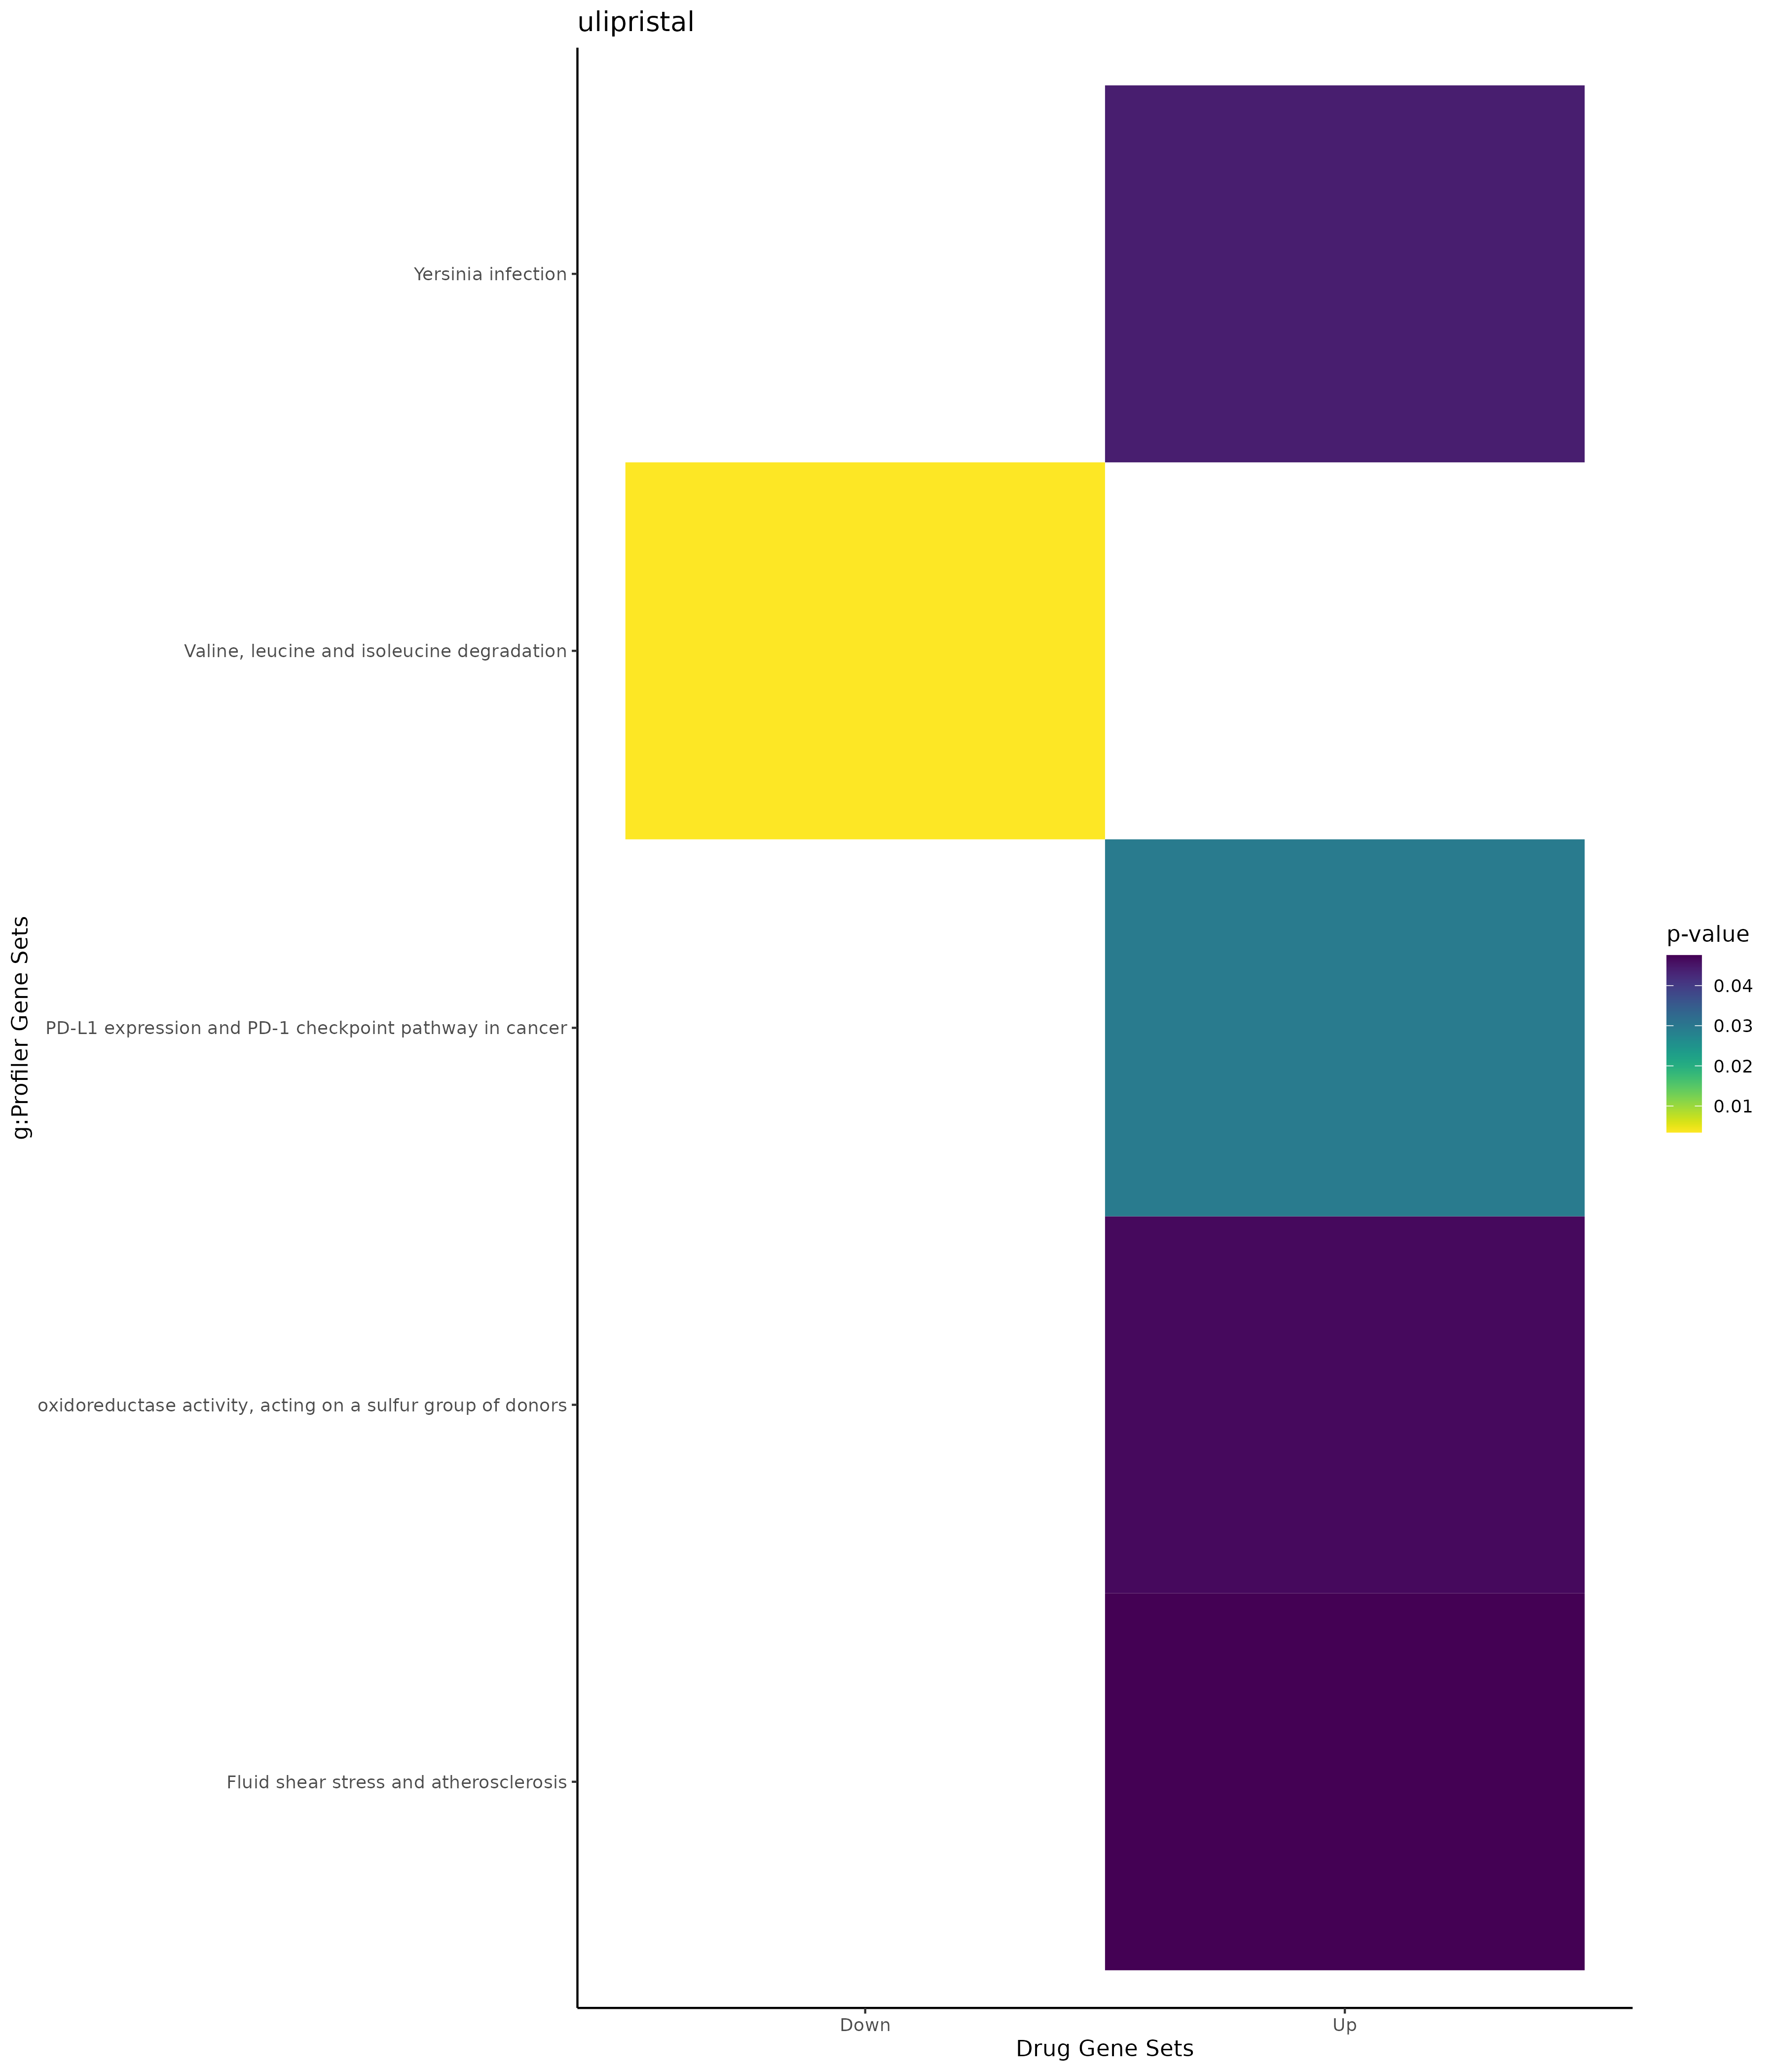 ulipristal
Yersinia infection
Valine, leucine and isoleucine degradation
PD-L1 expression and PD-1 checkpoint pathway in cancer
oxidoreductase activity, acting on a sulfur group of donors
Fluid shear stress and atherosclerosis
g:Profiler Gene Sets
Down
Up
Drug Gene Sets
p-value
0.04
0.03
0.02
0.01